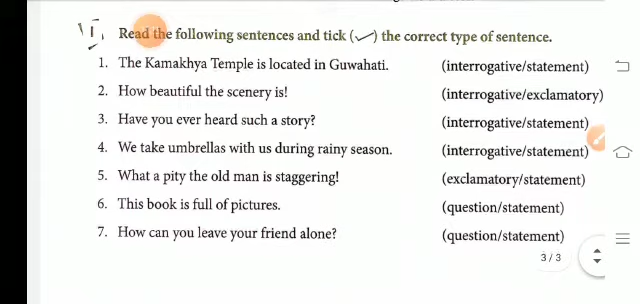 VI, Read the following sentences and tick (✓) the correct type of sentence.
1. The Kamakhya Temple is located in Guwahati. (interrogative/statement)
2. How beautiful the scenery is! (interrogative/exclamatory)
3. Have you ever heard such a story? (interrogative/statement)
4. We take umbrellas with us during rainy season. (interrogative/statement)
5. What a pity the old man is staggering! (exclamatory/statement)
6. This book is full of pictures. (question/statement)
7. How can you leave your friend alone? (question/statement)
3/3